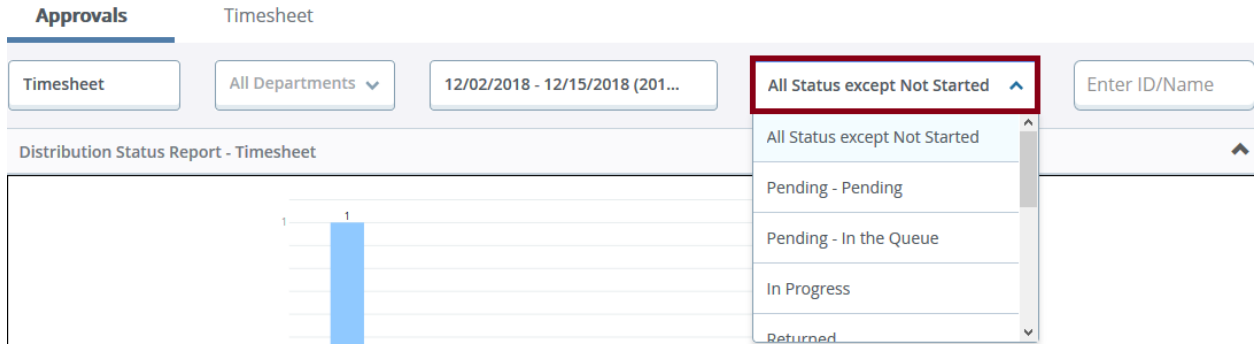 Approvals Timesheet
Timesheet All Departments 12/02/2018 - 12/15/2018 (201... All Status except Not Started Enter ID/Name
All Status except Not Started
Distribution Status Report - Timesheet
Pending - Pending
1 1
Pending - In the Queue
In Progress
Returned